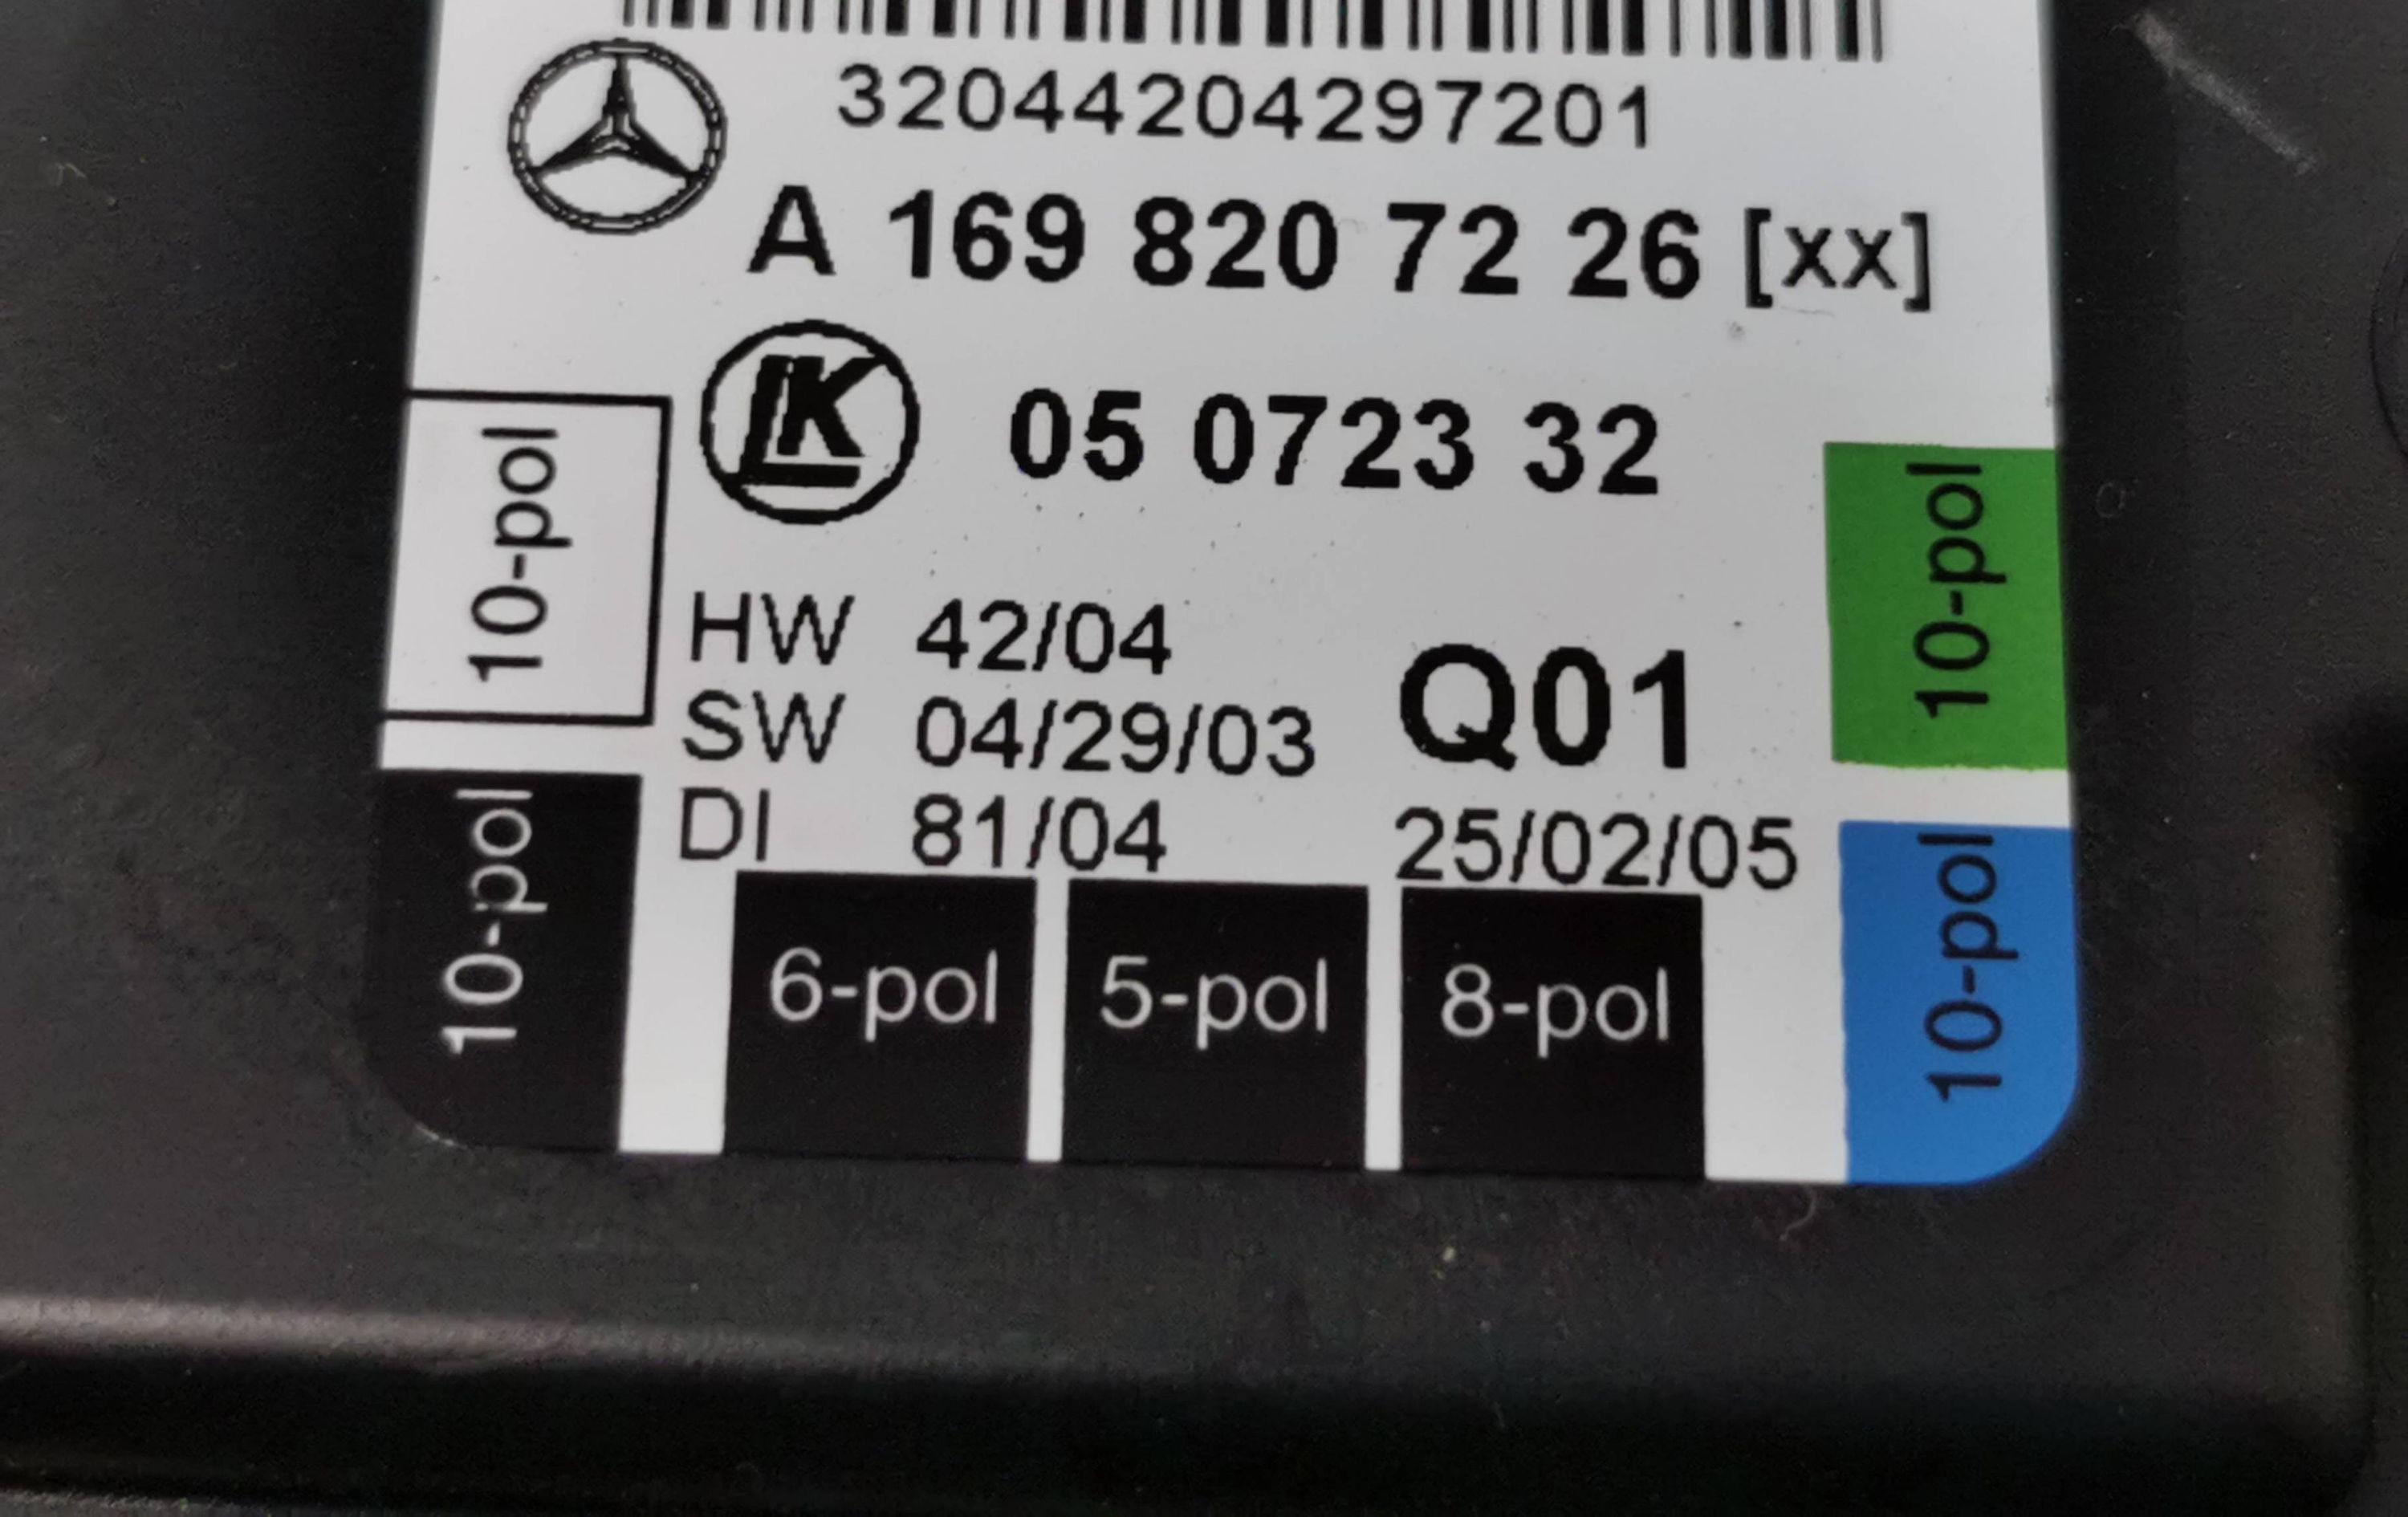 32044204297201
A 169 820 72 26 [xx]
LK 05 0723 32
10-pol
10-pol
HW 42/04
SW 04/29/03 Q01
DI 81/04 25/02/05
10-pol
6-pol 5-pol 8-pol
10-pol